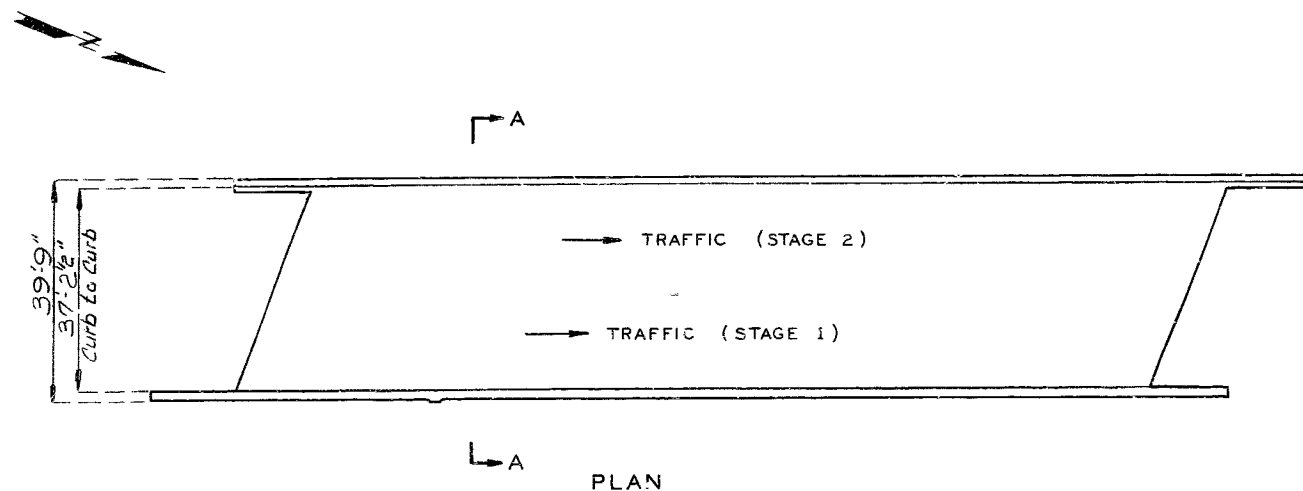 N
A
39'-9"
37'-2½"
Curb to Curb
TRAFFIC (STAGE 2)
TRAFFIC (STAGE 1)
A
PLAN